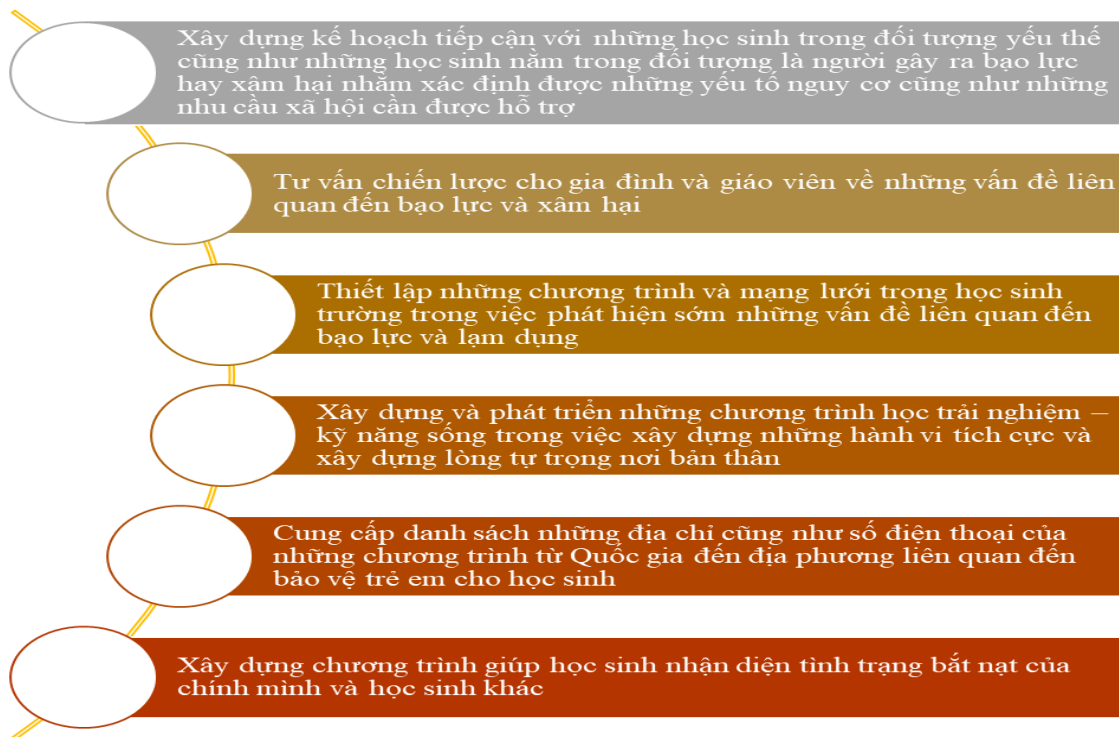 Xây dựng kế hoạch tiếp cận với những học sinh trong đối tượng yếu thế
cũng như những học sinh nằm trong đối tượng là người gây ra bạo lực
hay xậm hại nhằm xác định được những yếu tố nguy cơ cũng như những
nhu cầu xã hội cần được hỗ trợ
Tư vấn chiến lược cho gia đình và giáo viên về những vấn đề liên
quan đến bạo lực và xâm hại
Thiết lập những chương trình và mạng lưới trong học sinh
trường trong việc phát hiện sớm những vấn đề liên quan đến
bạo lực và lạm dụng
Xây dựng và phát triển những chương trình học trải nghiệm –
kỹ năng sống trong việc xây dựng những hành vi tích cực và
xây dựng lòng tự trọng nơi bản thân
Cung cấp danh sách những địa chỉ cũng như số điện thoại của
những chương trình từ Quốc gia đến địa phương liên quan đến
bảo vệ trẻ em cho học sinh
Xây dựng chương trình giúp học sinh nhận diện tình trạng bắt nạt của
chính mình và học sinh khác